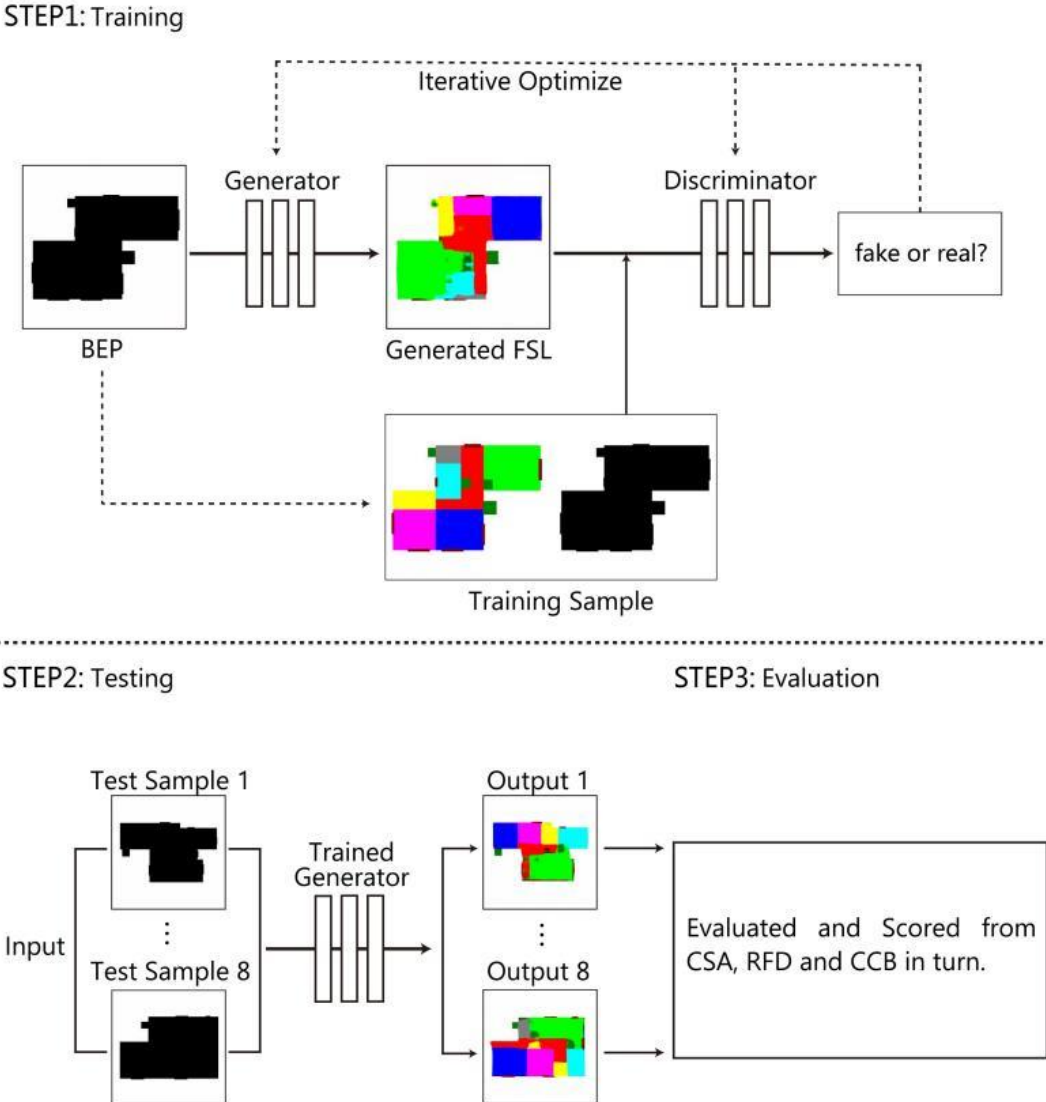 STEP1: Training
Iterative Optimize
Generator
Discriminator
fake or real?
BEP
Generated FSL
Training Sample
STEP2: Testing
STEP3: Evaluation
Test Sample 1
Output 1
Trained
Generator
Input
Evaluated and Scored from
CSA, RFD and CCB in turn.
Test Sample 8
Output 8